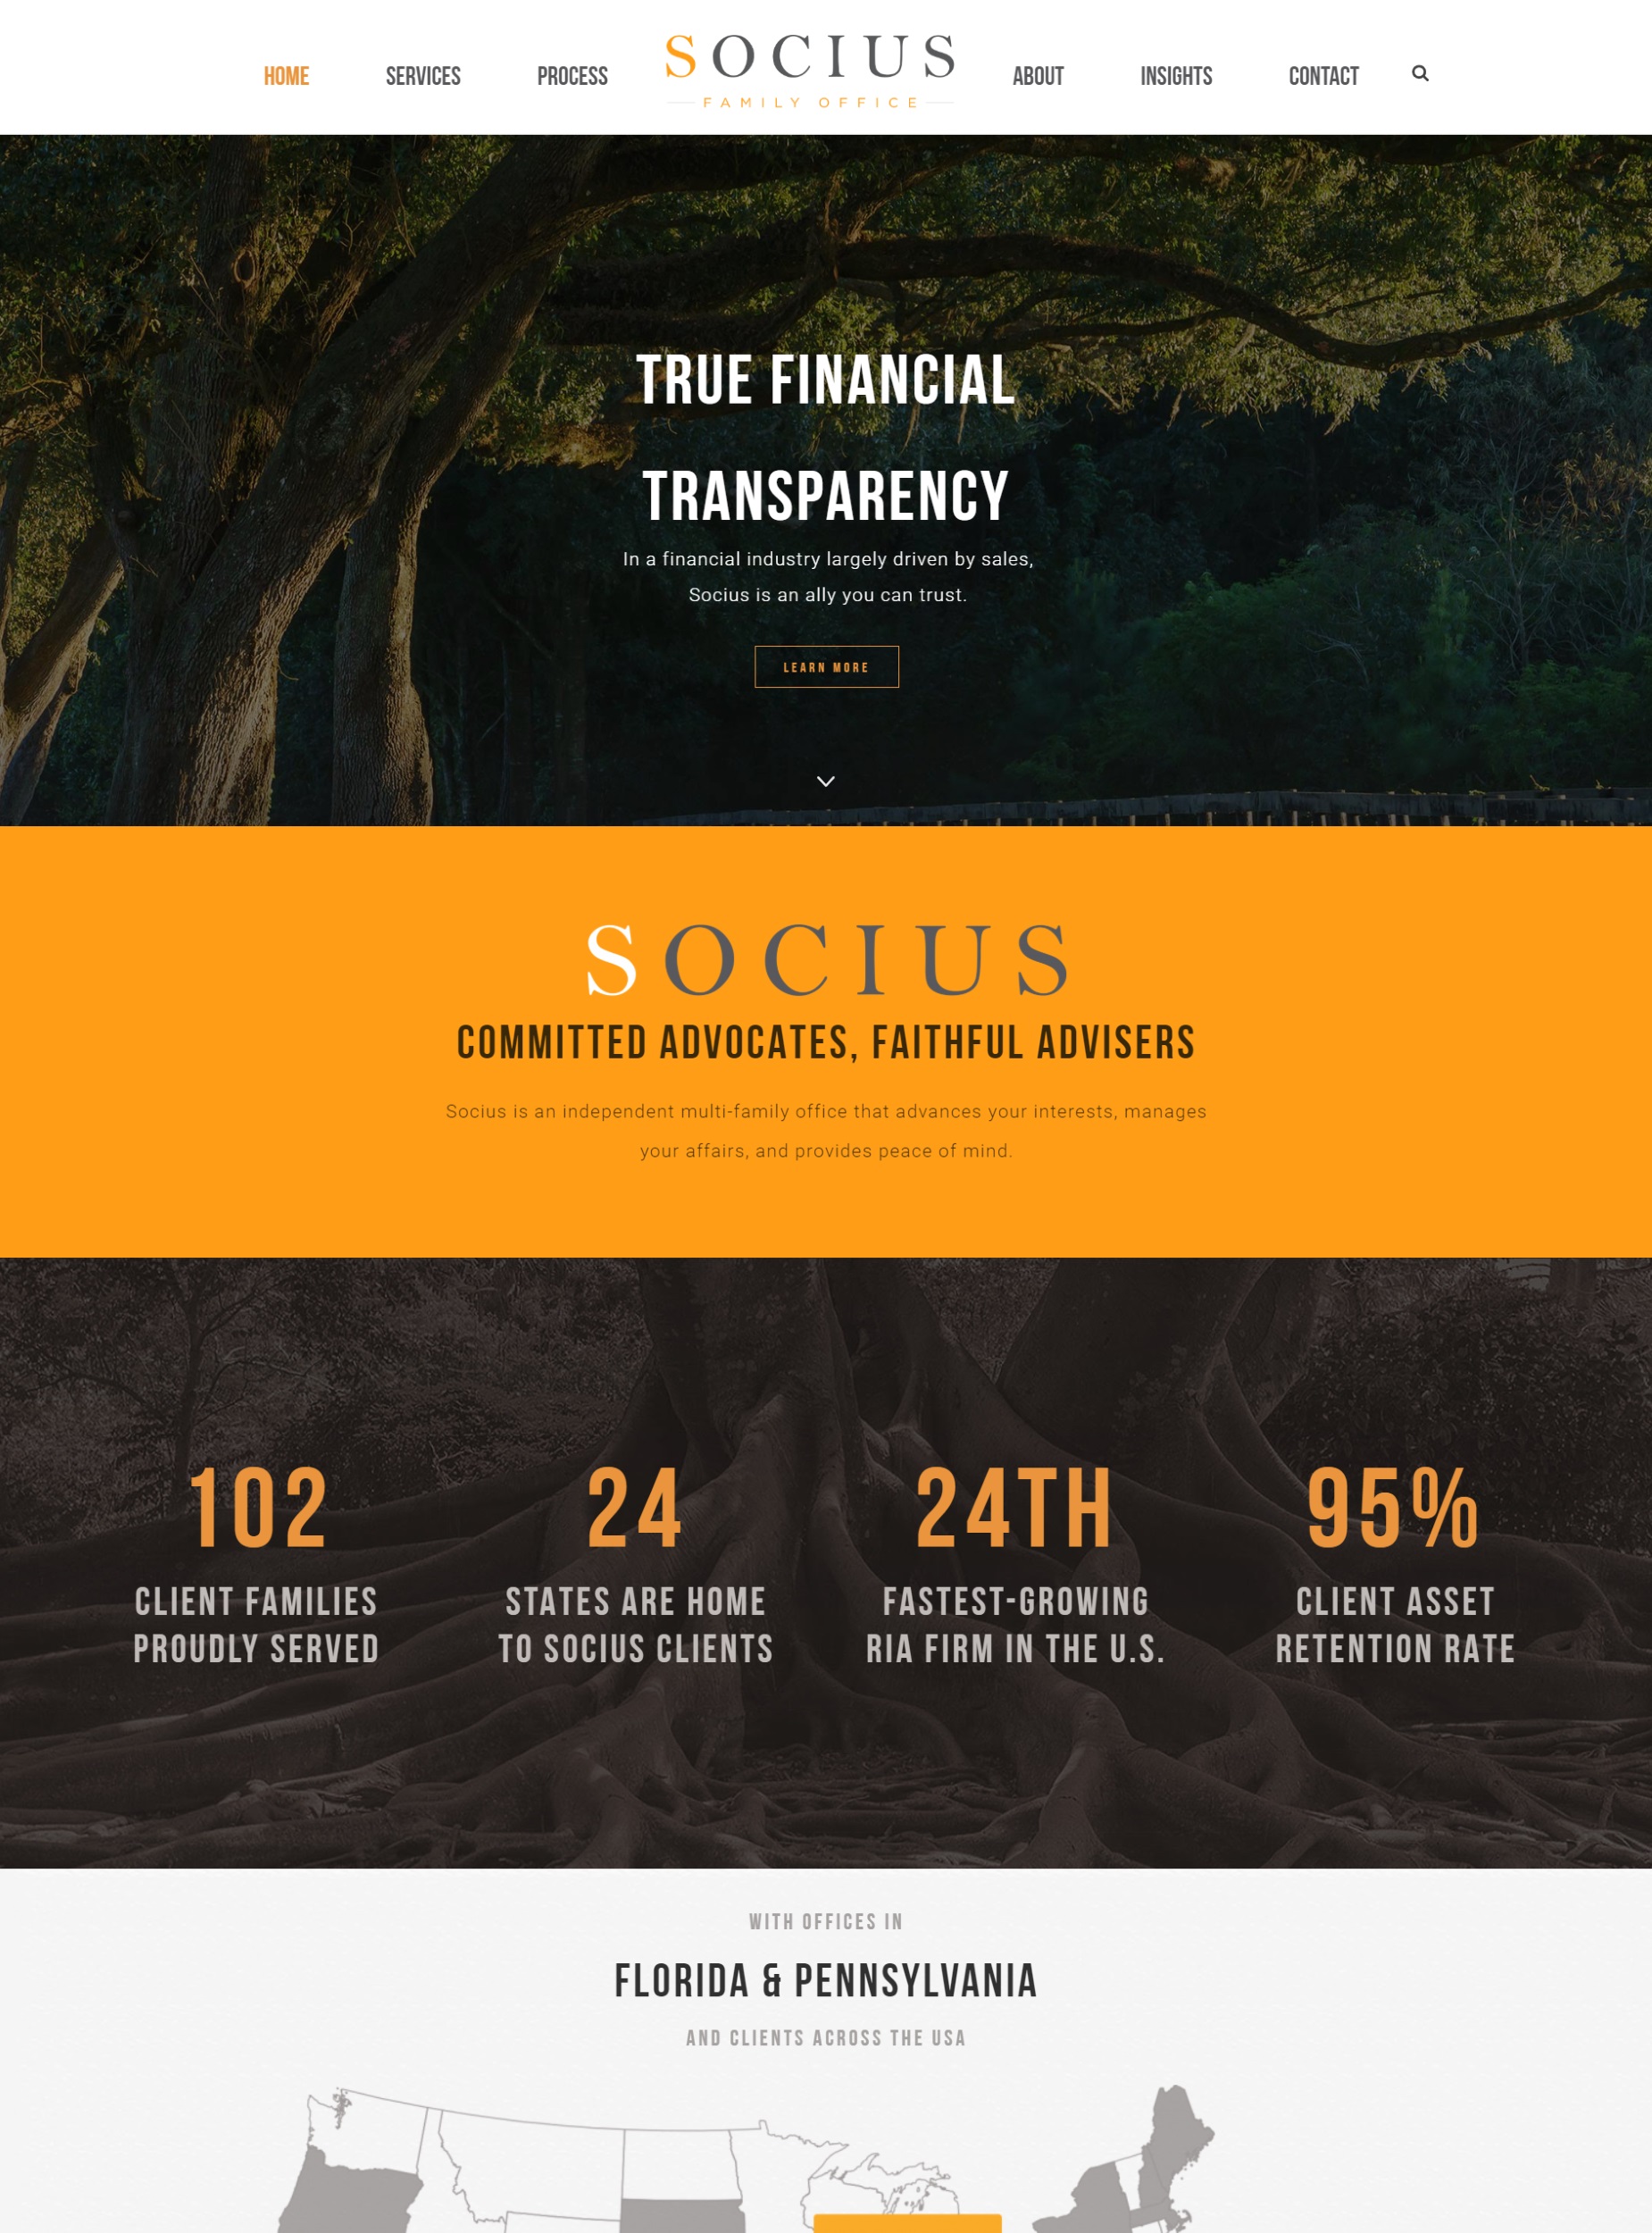 HOME
SERVICES
PROCESS
SOCIUS
FAMILY OFFICE
ABOUT
INSIGHTS
CONTACT
TRUE FINANCIAL
TRANSPARENCY
In a financial industry largely driven by sales,
Socius is an ally you can trust.
LEARN MORE
SOCIUS
COMMITTED ADVOCATES, FAITHFUL ADVISERS
Socius is an independent multi-family office that advances your interests, manages
your affairs, and provides peace of mind.
102
CLIENT FAMILIES
PROUDLY SERVED
24
STATES ARE HOME
TO SOCIUS CLIENTS
24TH
FASTEST-GROWING
RIA FIRM IN THE U.S.
95%
CLIENT ASSET
RETENTION RATE
WITH OFFICES IN
FLORIDA & PENNSYLVANIA
AND CLIENTS ACROSS THE USA